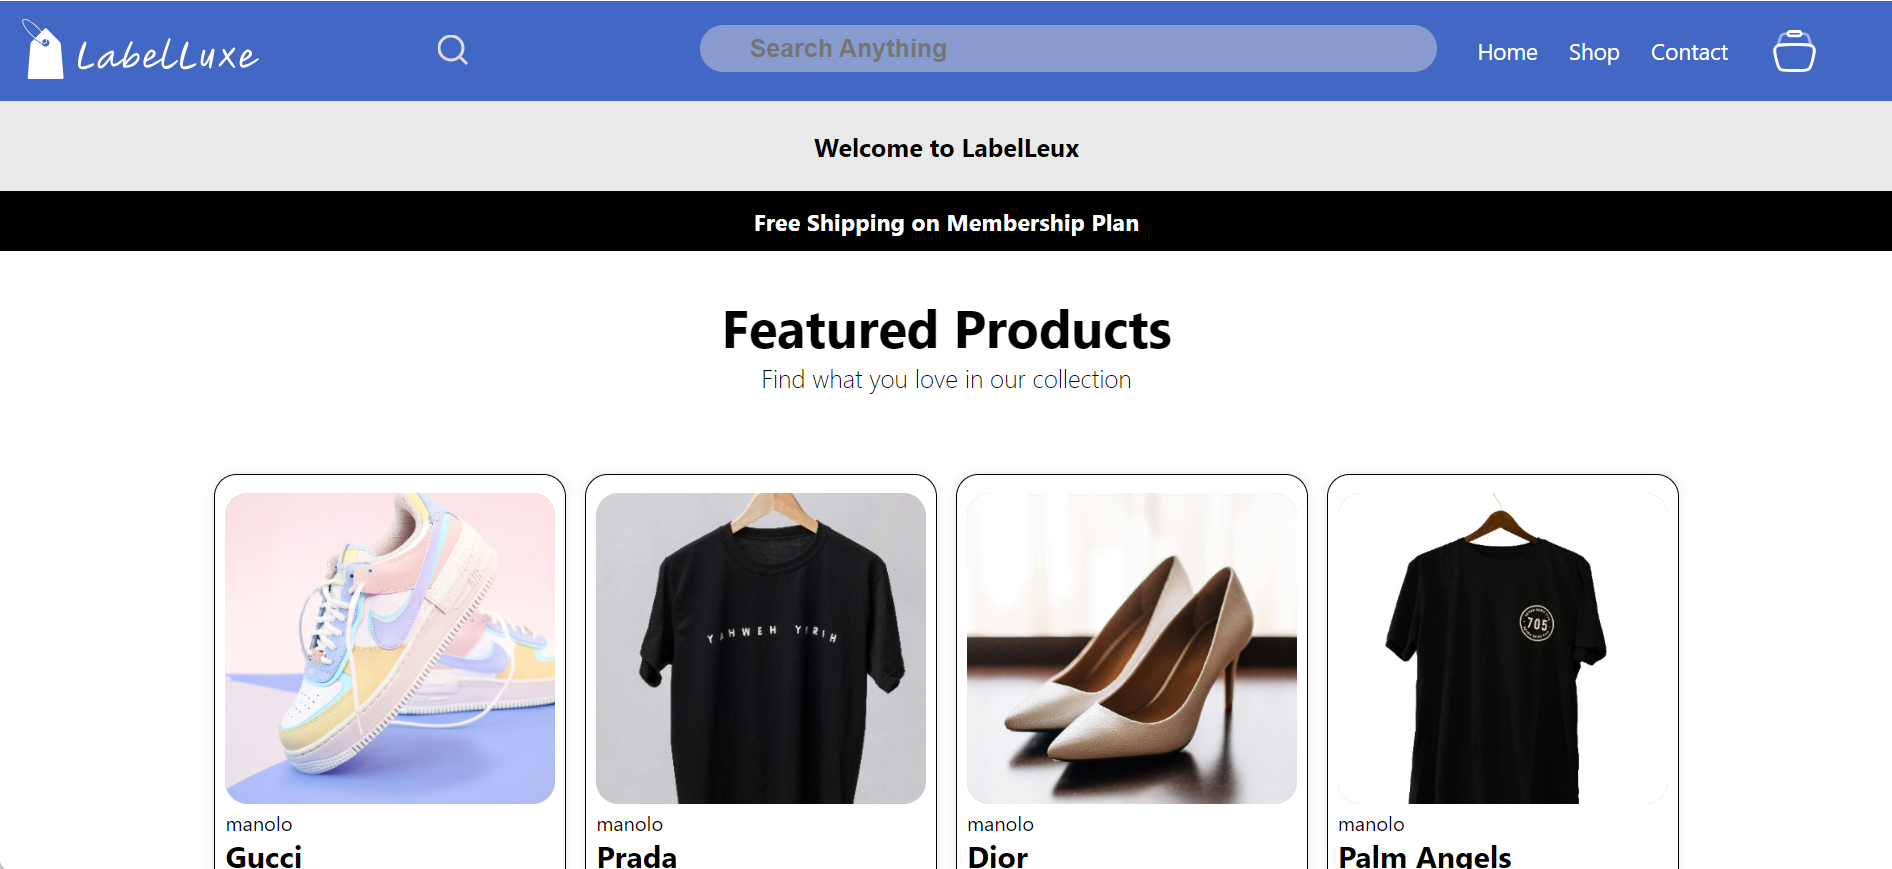 LabelLuxe
Search Anything
Home Shop Contact
Welcome to LabelLeux
Free Shipping on Membership Plan
Featured Products
Find what you love in our collection
YAHWEH YIREH
705
manolo
Gucci
manolo
Prada
manolo
Dior
manolo
Palm Angels